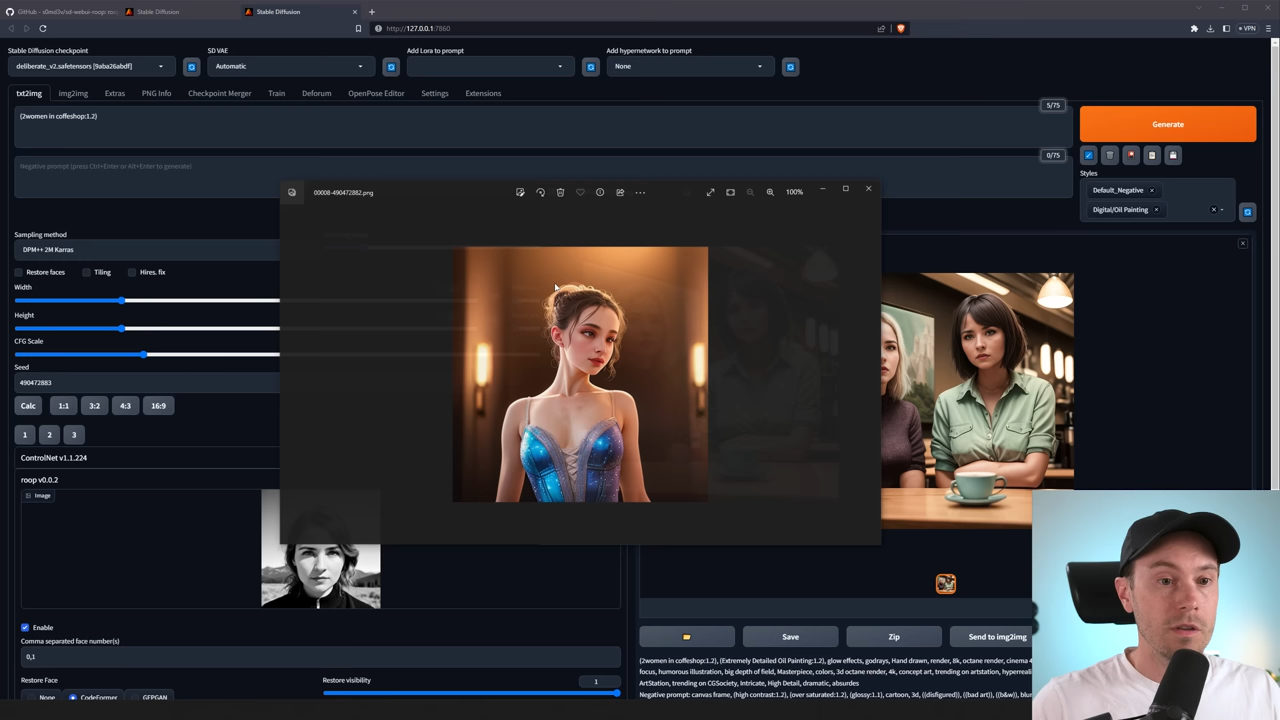 GitHub - s0md3v/sd-webui-roop: roo
Stable Diffusion
Stable Diffusion
http://127.0.0.1:7860
VPN
Stable Diffusion checkpoint
SD VAE
Add Lora to prompt
Add hypernetwork to prompt
deliberate_v2.safetensors [9aba26abdf]
Automatic
None
txt2img
img2img
Extras
PNG Info
Checkpoint Merger
Train
Deforum
OpenPose Editor
Settings
Extensions
(2women in coffeshop:1.2)
5/75
Generate
Negative prompt (press Ctrl+Enter or Alt+Enter to generate)
0/75
Styles
Default_Negative
Digital/Oil Painting
00008-490472882.png
100%
Sampling method
DPM++ 2M Karras
Restore faces
Tiling
Hires. fix
Width
Height
CFG Scale
Seed
490472883
Calc
1:1
3:2
4:3
16:9
1
2
3
ControlNet v1.1.224
roop v0.0.2
Image
Enable
Comma separated face number(s)
0,1
Restore Face
None
CodeFormer
GFPGAN
Restore visibility
1
Save
Zip
Send to img2img
(2women in coffeshop:1.2), (Extremely Detailed Oil Painting:1.2), glow effects, godrays, Hand drawn, render, 8k, octane render, cinema 4
focus, humorous illustration, big depth of field, Masterpiece, colors, 3d octane render, 4k, concept art, trending on artstation, hyperreali
ArtStation, trending on CGSociety, Intricate, High Detail, dramatic, absurdes
Negative prompt: canvas frame, (high contrast:1.2), (over saturated:1.2), (glossy:1.1), cartoon, 3d, ((disfigured)), ((bad art)), ((b&w)), blur